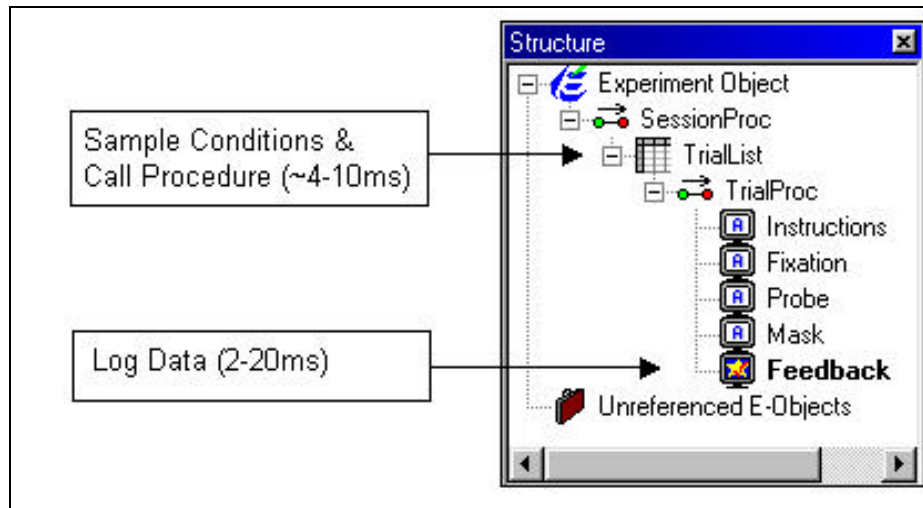 Structure
Experiment Object
SessionProc
Sample Conditions &
Call Procedure (~4-10ms)
TrialList
TrialProc
Instructions
Fixation
Probe
Mask
Log Data (2-20ms)
Feedback
Unreferenced E-Objects